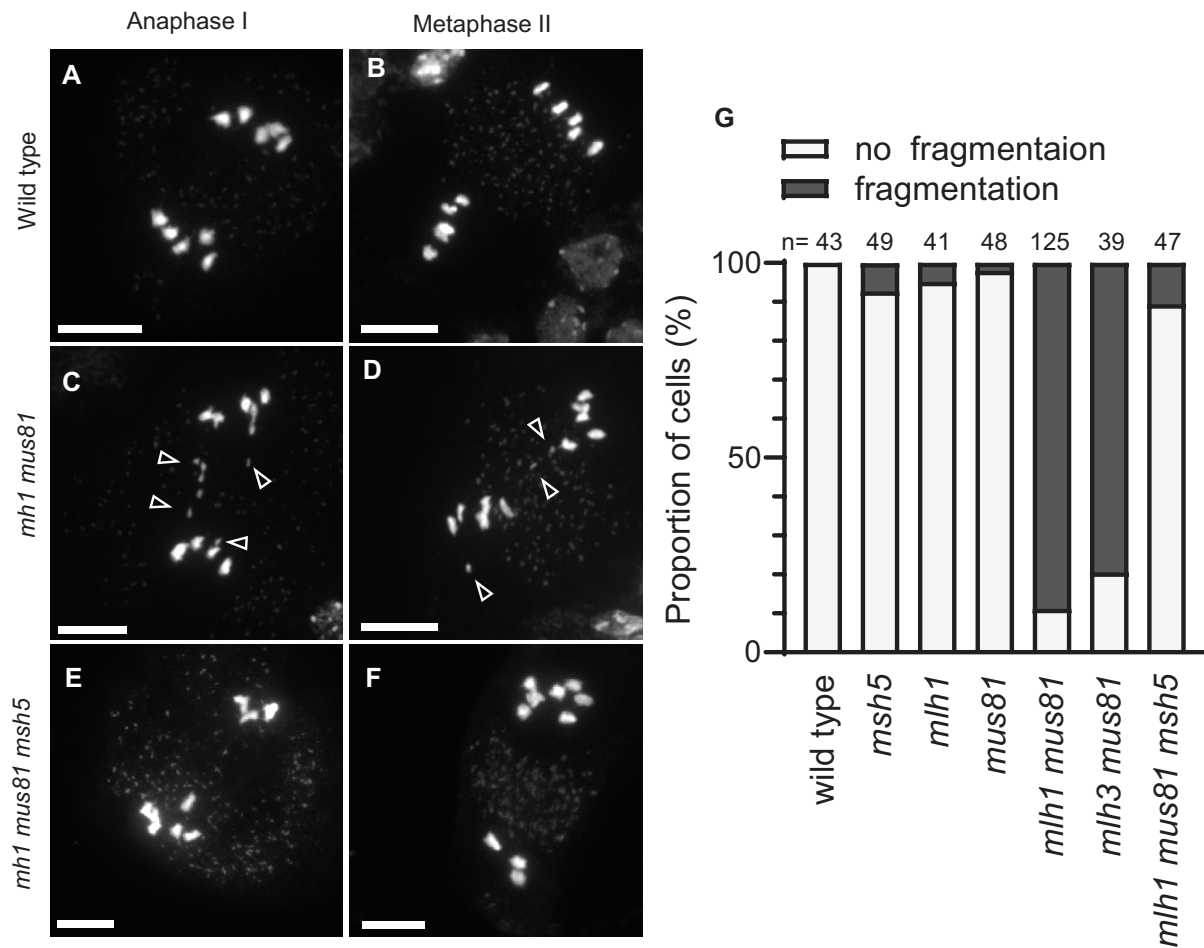 Anaphase I
Metaphase II
Wild type
A
B
mh1 mus81
C
D
mh1 mus81 msh5
E
F
G
no fragmentaion
fragmentation
n= 43 49 41 48 125 39 47
Proportion of cells (%)
100
50
0
wild type
msh5
mlh1
mus81
mlh1 mus81
mlh3 mus81
mlh1 mus81 msh5